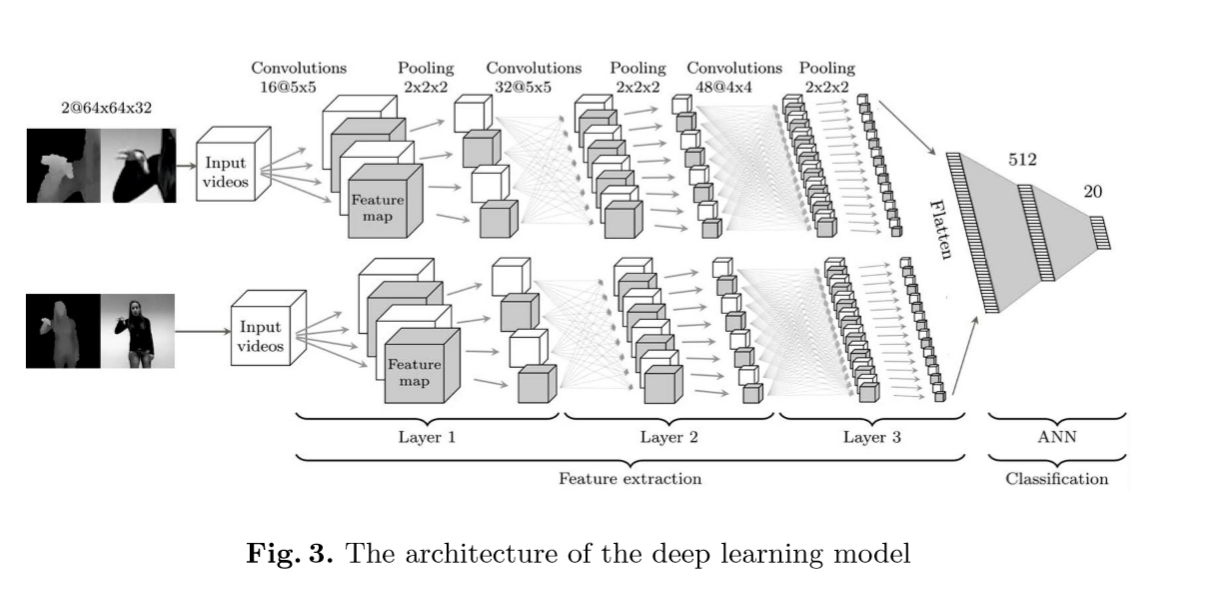 Convolutions
16@5x5
Pooling
2x2x2
Convolutions
32@5x5
Pooling
2x2x2
Convolutions
48@4x4
Pooling
2x2x2
2@64x64x32
Input
videos
Feature
map
512
20
Flatten
Input
videos
Feature
map
Layer 1
Layer 2
Layer 3
ANN
Feature extraction
Classification
Fig. 3. The architecture of the deep learning model